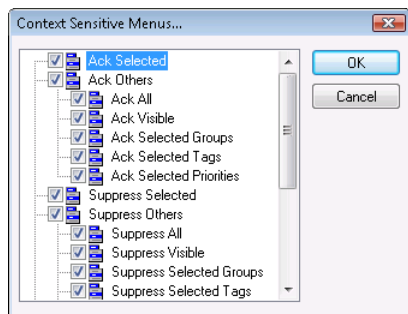 Context Sensitive Menus...
Ack Selected
Ack Others
Ack All
Ack Visible
Ack Selected Groups
Ack Selected Tags
Ack Selected Priorities
Suppress Selected
Suppress Others
Suppress All
Suppress Visible
Suppress Selected Groups
Suppress Selected Tags
OK
Cancel